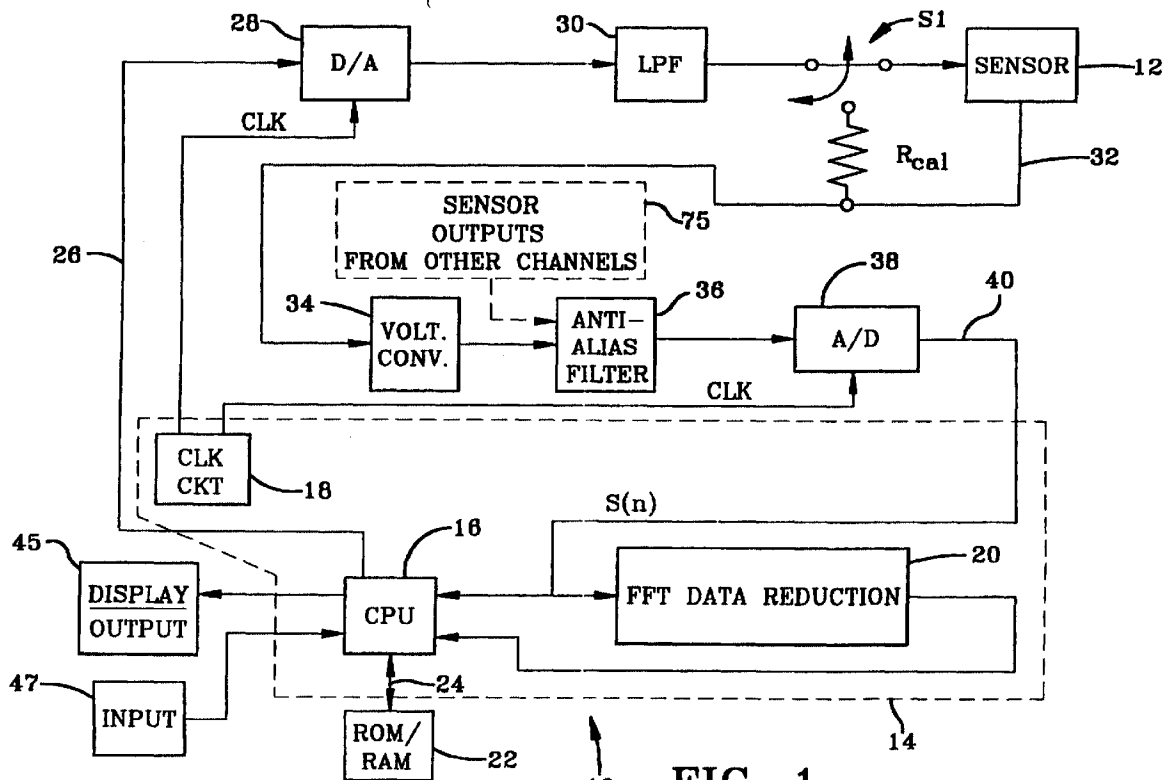 28
D/A
30
LPF
S1
SENSOR
12
CLK
Rcal
32
SENSOR
OUTPUTS
FROM OTHER CHANNELS
75
26
34
VOLT.
CONV.
36
ANTI-
ALIAS
FILTER
38
A/D
40
CLK
CLK
CKT
18
S(n)
45
DISPLAY
OUTPUT
16
CPU
20
FFT DATA REDUCTION
47
INPUT
24
ROM/
RAM
22
14
FIG. 1